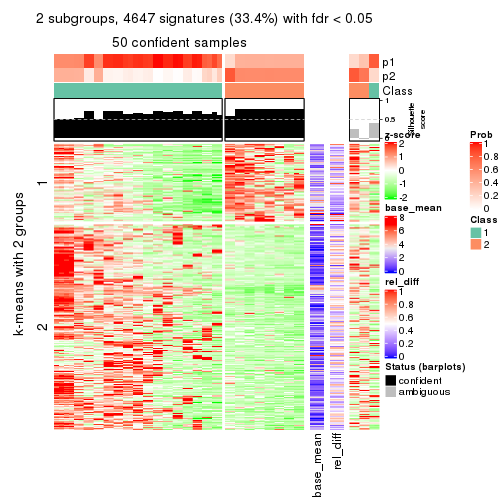 2 subgroups, 4647 signatures (33.4%) with fdr < 0.05
50 confident samples
p1
p2
Class
1
0.5
0
Silhouette
score
k-means with 2 groups
1
2
base_mean
rel_diff
z-score
2
1
0
-1
-2
base_mean
8
6
4
2
0
rel_diff
1
0.8
0.6
0.4
0.2
0
Status (barplots)
confident
ambiguous
Prob
1
0.8
0.6
0.4
0.2
0
Class
1
2